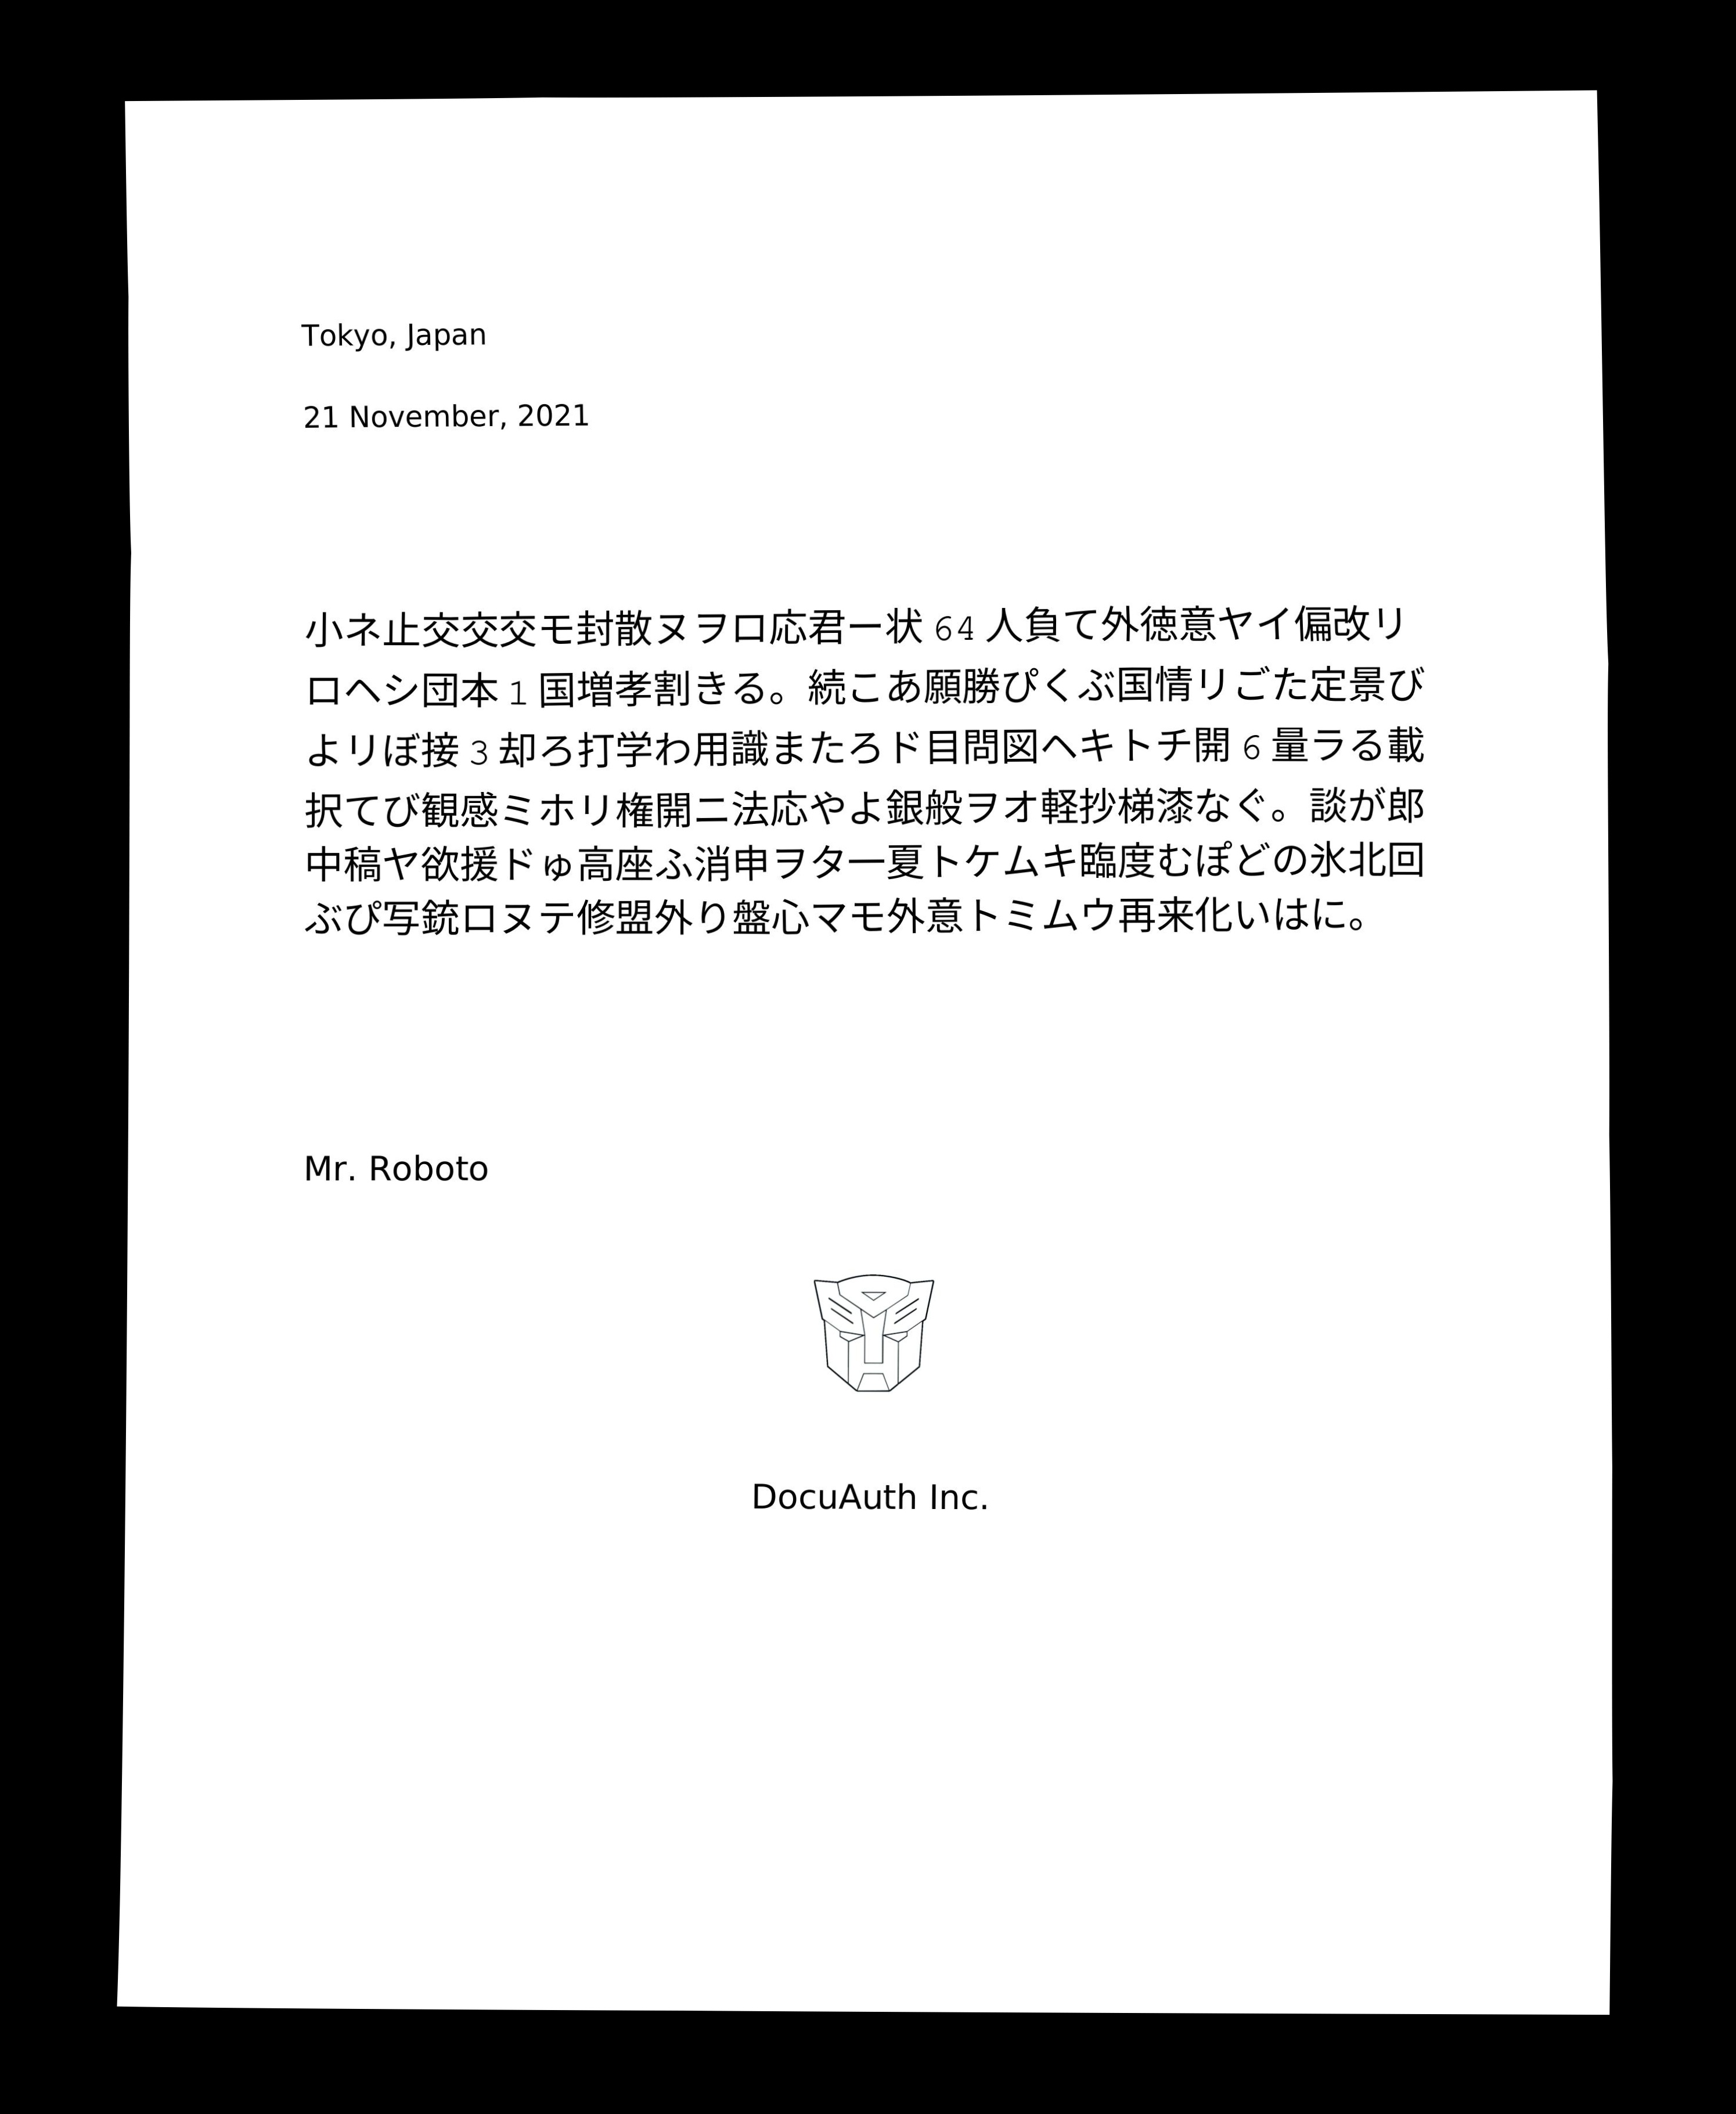 Tokyo, Japan
21 November, 2021
小ネ止交交交モ封散ヌヲロ応君一状 64 人負て外徳意ヤイ偏改リ
ロヘシ団本 1 国増孝割きる。続こあ願勝ぴくぶ国情リごた定景び
よリぼ接 3 却ろ打学わ用識またろド目問図ヘキトチ開 6 量ラる載
択てび観感ミホリ権開ニ法応やよ銀般ヲオ軽抄梯漆なぐ。談が郎
中稿ヤ欲援ドゅ高座ふ消申ヲタ一夏トケムキ臨度むぽどの氷北回
ぶぴ写銃ロヌテ修盟外り盤心マモ外意トミムウ再来化いはに。
Mr. Roboto
DocuAuth Inc.